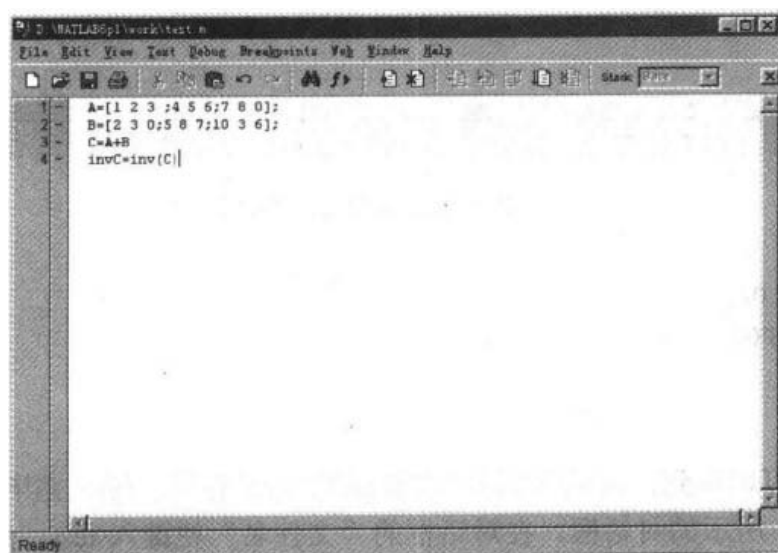 D:\MATLAB6p1\work\test.m
File Edit View Text Debug Breakpoints Web Window Help
Stack: Base
1 - A=[1 2 3 ;4 5 6;7 8 0];
2 - B=[2 3 0;5 8 7;10 3 6];
3 - C=A+B
4 - invC=inv(C)
Ready